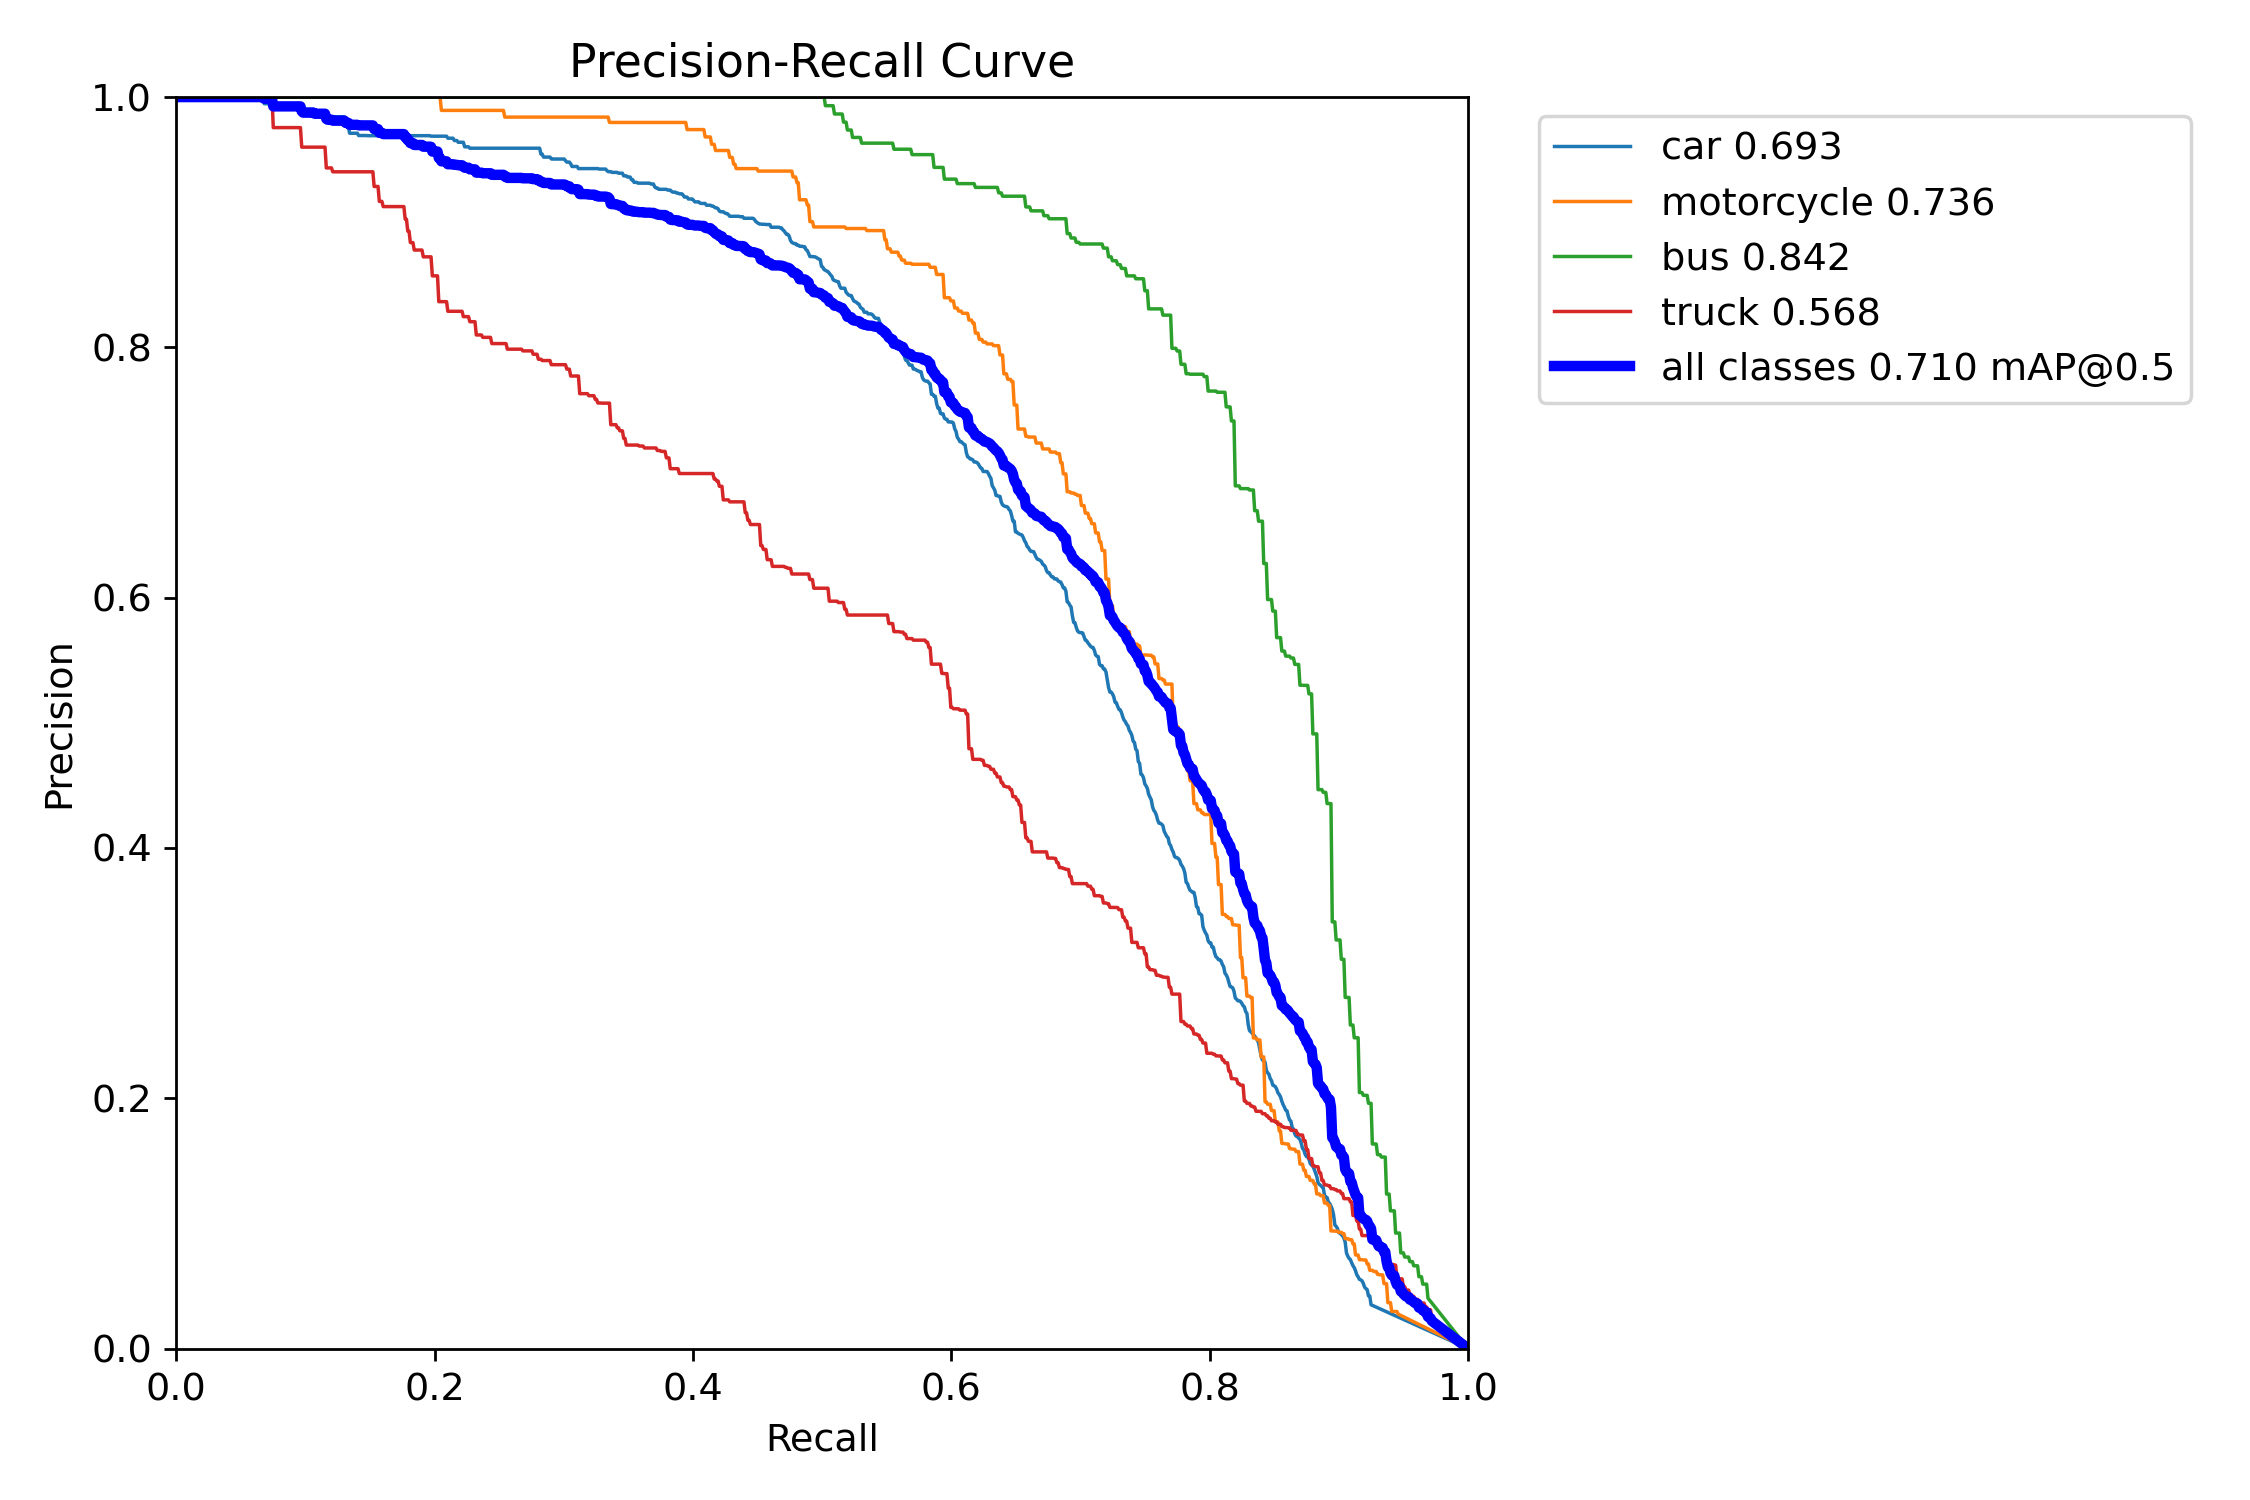 Precision-Recall Curve
1.0
0.8
0.6
0.4
0.2
0.0
Precision
0.0 0.2 0.4 0.6 0.8 1.0
Recall
car 0.693
motorcycle 0.736
bus 0.842
truck 0.568
all classes 0.710 mAP@0.5